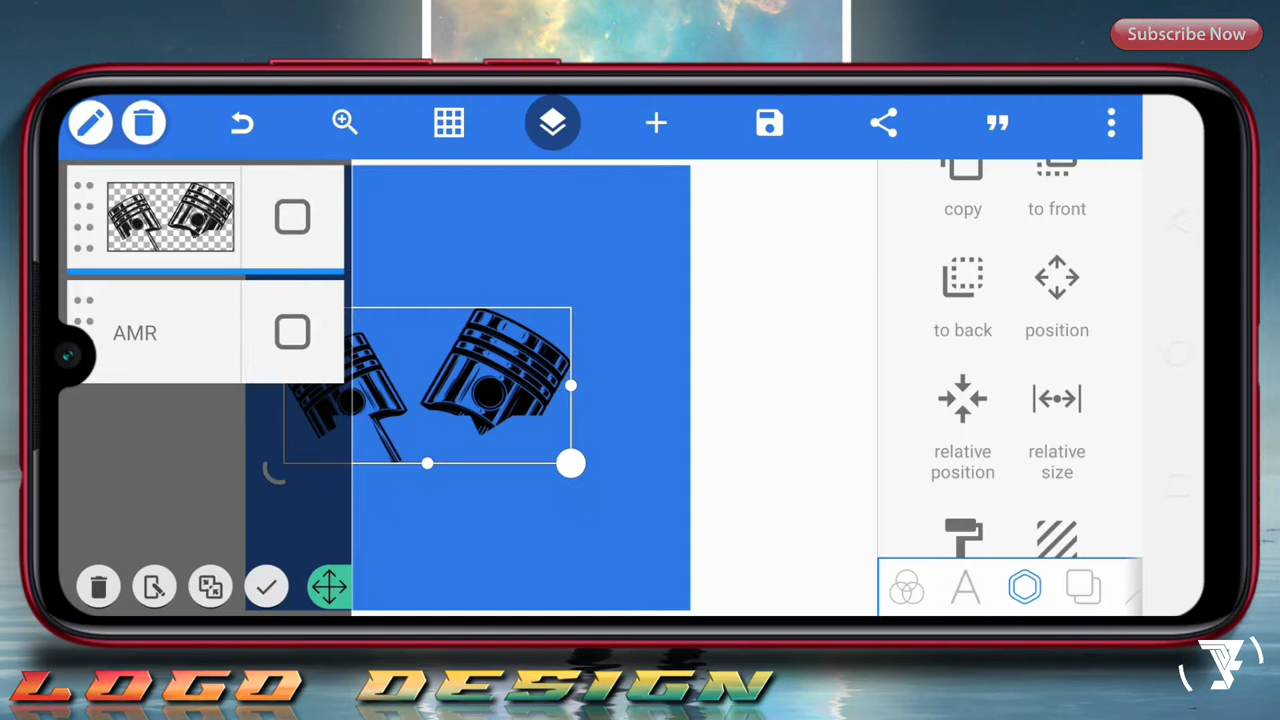 Subscribe Now
copy
to front
to back
position
AMR
relative
position
relative
size
LOGO DESIGN